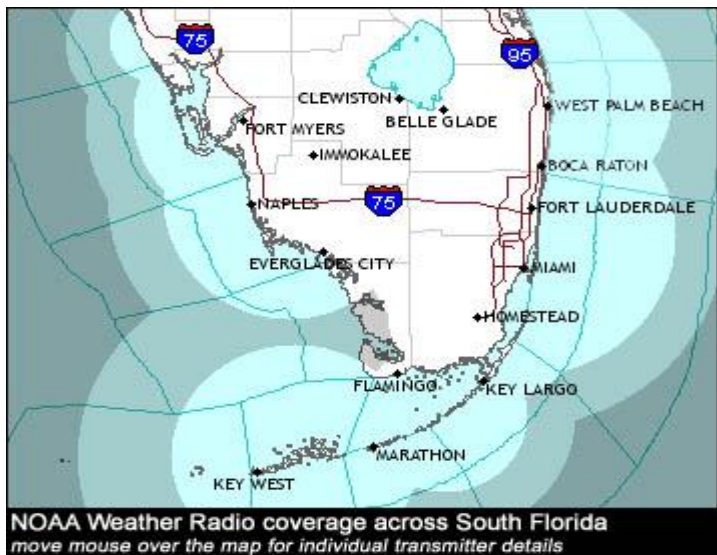 75
95
CLEWISTON
WEST PALM BEACH
BELLE GLADE
FORT MYERS
IMMOKALEE
BOCA RATON
75
NAPLES
FORT LAUDERDALE
EVERGLADES CITY
MIAMI
HOMESTEAD
FLAMINGO
KEY LARGO
MARATHON
KEY WEST
NOAA Weather Radio coverage across South Florida
move mouse over the map for individual transmitter details